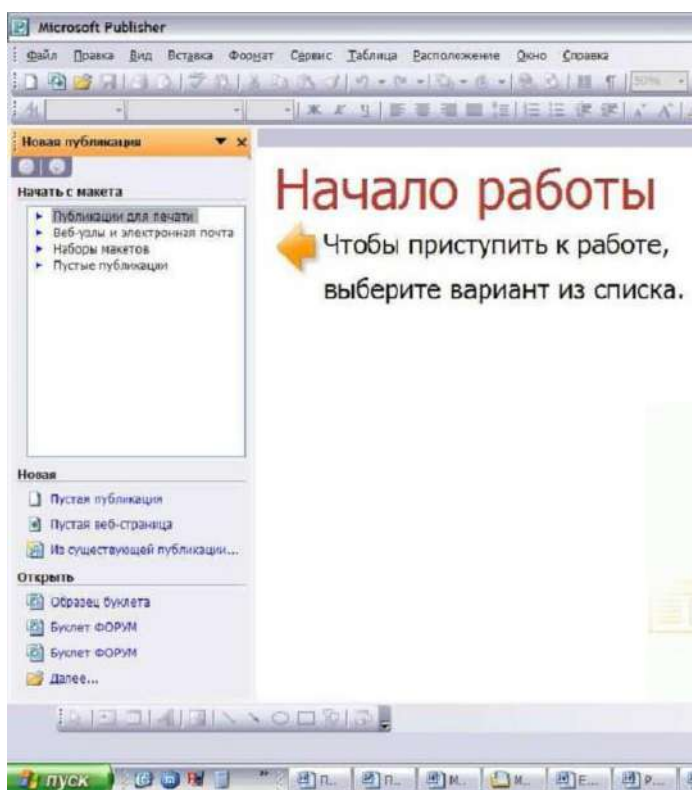 Microsoft Publisher
Файл Правка Вид Вставка Формат Сервис Таблица Расположение Окно Справка
50%
Ж К Ч
Новая публикация
Начать с макета
Публикации для печати
Веб-узлы и электронная почта
Наборы макетов
Пустые публикации
Начало работы
Чтобы приступить к работе,
выберите вариант из списка.
Новая
Пустая публикация
Пустая веб-страница
Из существующей публикации...
Открыть
Образец буклета
Буклет ФОРУМ
Буклет ФОРУМ
Далее...
пуск
П... П... М... М... Е... Р...